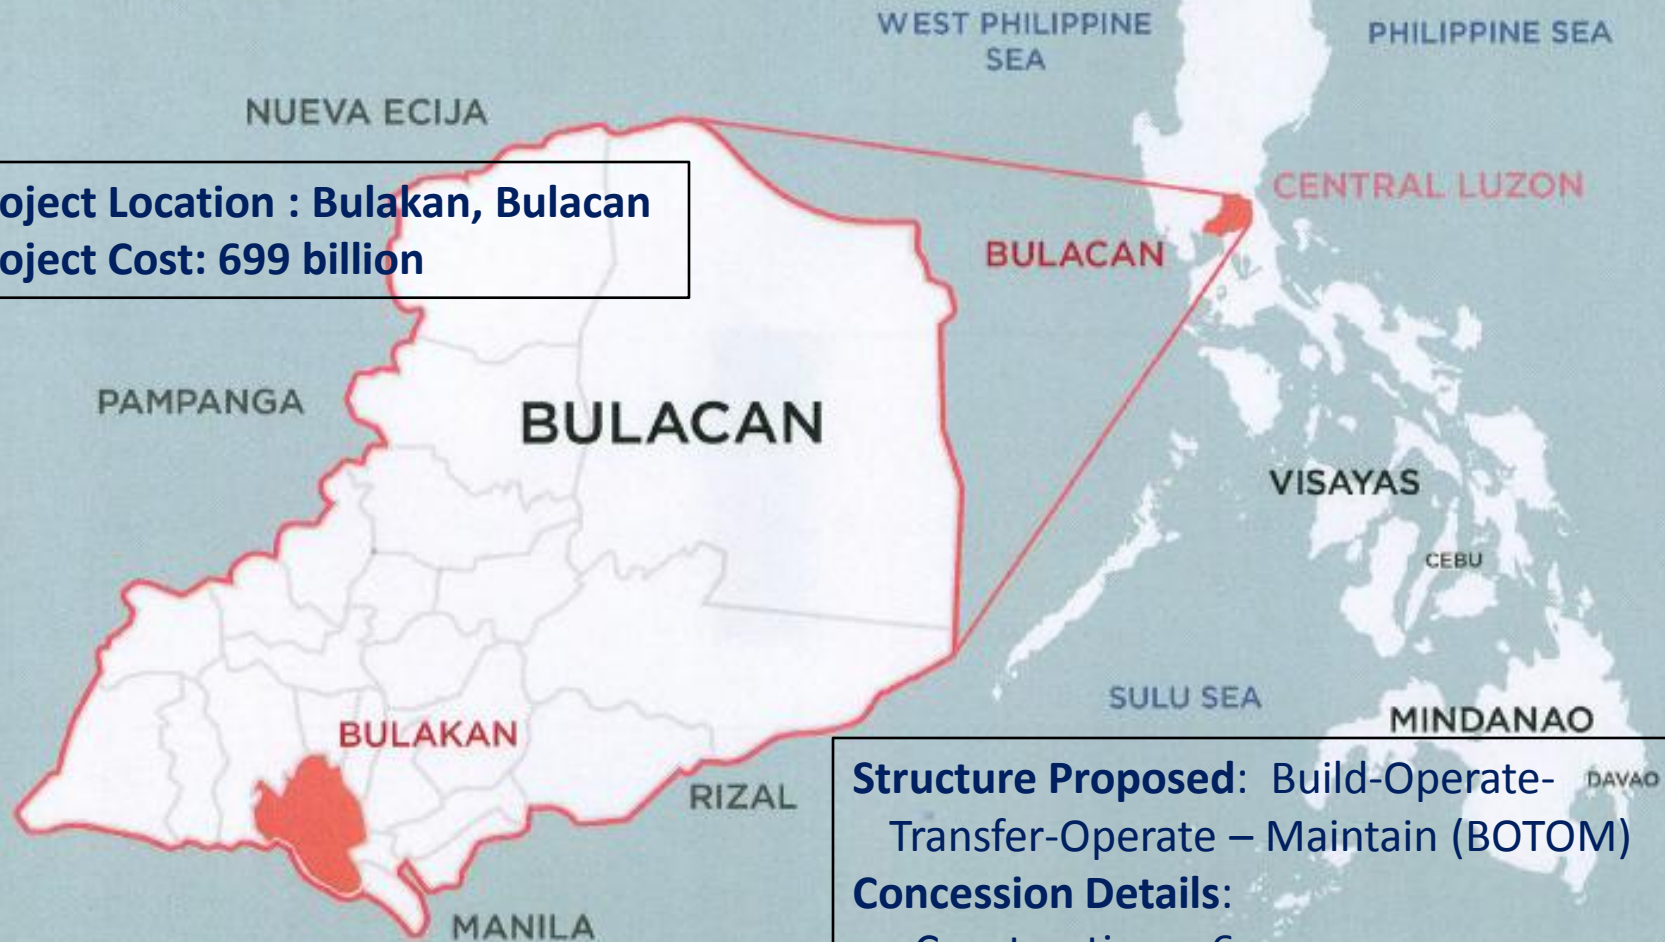 WEST PHILIPPINE
SEA
PHILIPPINE SEA
NUEVA ECIJA
oject Location : Bulakan, Bulacan
oject Cost: 699 billion
CENTRAL LUZON
BULACAN
PAMPANGA
BULACAN
VISAYAS
CEBU
SULU SEA
MINDANAO
BULAKAN
RIZAL
DAVAO
Structure Proposed: Build-Operate-
Transfer-Operate – Maintain (BOTOM)
Concession Details:
MANILA